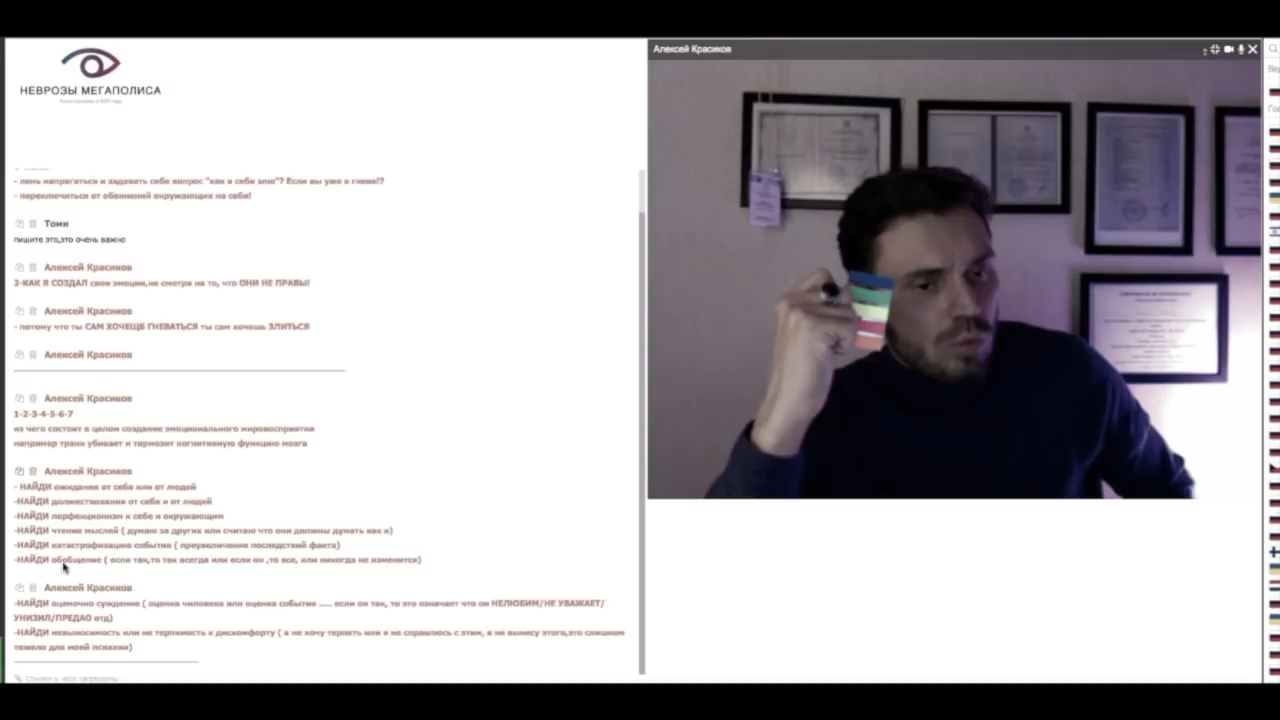 НЕВРОЗЫ МЕГАПОЛИСА
- лень напрягаться и задавать себе вопрос "как я себя злю"? Если вы уже в гневе!?
- переключиться от обвинений окружающих на себя!
Томи
пишите это,это очень важно
Алексей Красиков
2-КАК Я СОЗДАЛ свои эмоции,не смотря на то, что ОНИ НЕ ПРАВЫ!
Алексей Красиков
- потому что ты САМ ХОЧЕЩБ ГНЕВАТЬСЯ ты сам хочешь ЗЛИТЬСЯ
Алексей Красиков
Алексей Красиков
1-2-3-4-5-6-7
из чего состоит в целом создание эмоционального мировосприятия
например транк убивает и тормозит когнитивную функцию мозга
Алексей Красиков
- НАЙДИ ожидания от себя или от людей
-НАЙДИ долженствования от себя и от людей
-НАЙДИ перфекционизм к себе и окружающим
-НАЙДИ чтение мыслей ( думаю за других или считаю что они должны думать как я)
-НАЙДИ катастрофизацию события ( преувеличение последствий факта)
-НАЙДИ обобщение ( если так,то так всегда или если он ,то все, или никогда не изменится)
Алексей Красиков
-НАЙДИ оценочно суждение ( оценка чиловека или оценка события ..... если он так, то это означает что он НЕЛЮБИМ/НЕ УВАЖАЕТ/
УНИЗИЛ/ПРЕДАО отд)
-НАЙДИ невыносимость или не терпимость к дискомфорту ( я не хочу терпеть или я не справлюсь с этим, я не вынесу этого,это слишком
тяжело для моей психики)
Ссылки в чате запрещены
Алексей Красиков